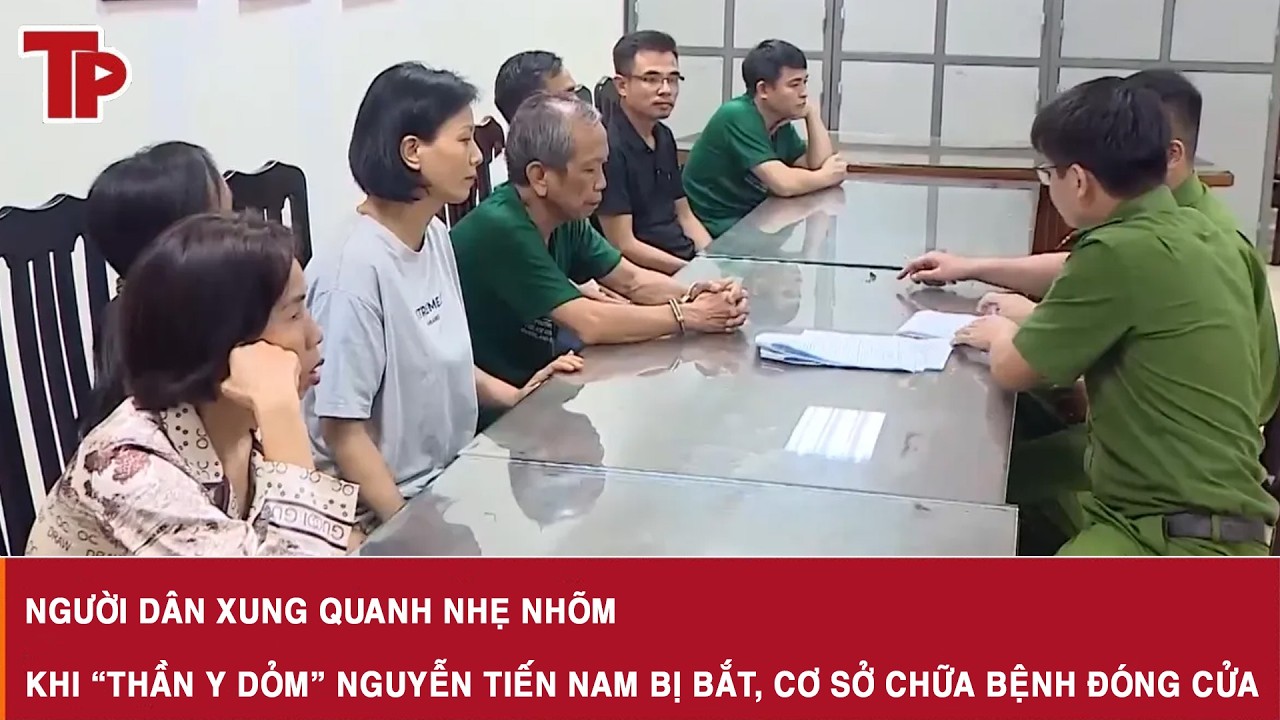 TP
NGƯỜI DÂN XUNG QUANH NHẸ NHÕM
KHI “THẦN Y DỎM” NGUYỄN TIẾN NAM BỊ BẮT, CƠ SỞ CHỮA BỆNH ĐÓNG CỬA